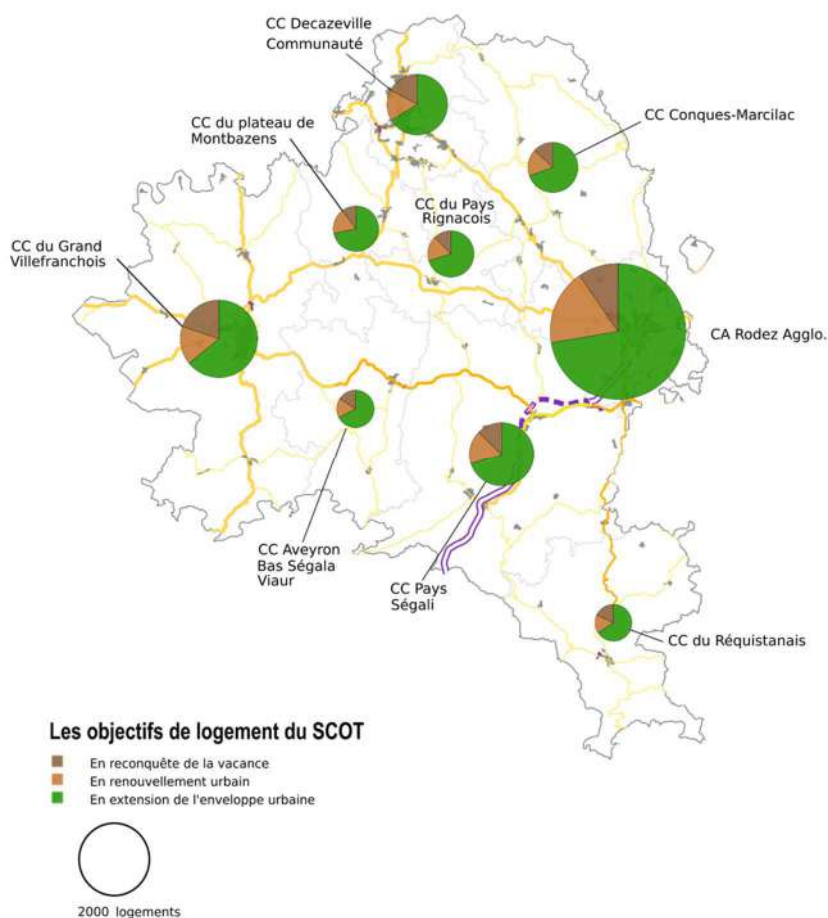 CC Decazeville
Communauté
CC Conques-Marcilac
CC du plateau de
Montbazens
CC du Pays
Rignacois
CC du Grand
Villefranchois
CA Rodez Agglo.
CC Aveyron
Bas Ségala
Viaur
CC Pays
Ségali
CC du Réquistanais
Les objectifs de logement du SCOT
En reconquête de la vacance
En renouvellement urbain
En extension de l'enveloppe urbaine
2000 logements